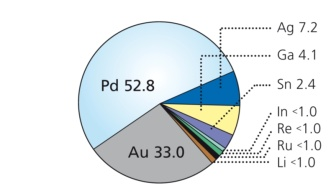 Ag 7.2
Ga 4.1
Pd 52.8
Sn 2.4
In <1.0
Re <1.0
Au 33.0
Ru <1.0
Li <1.0